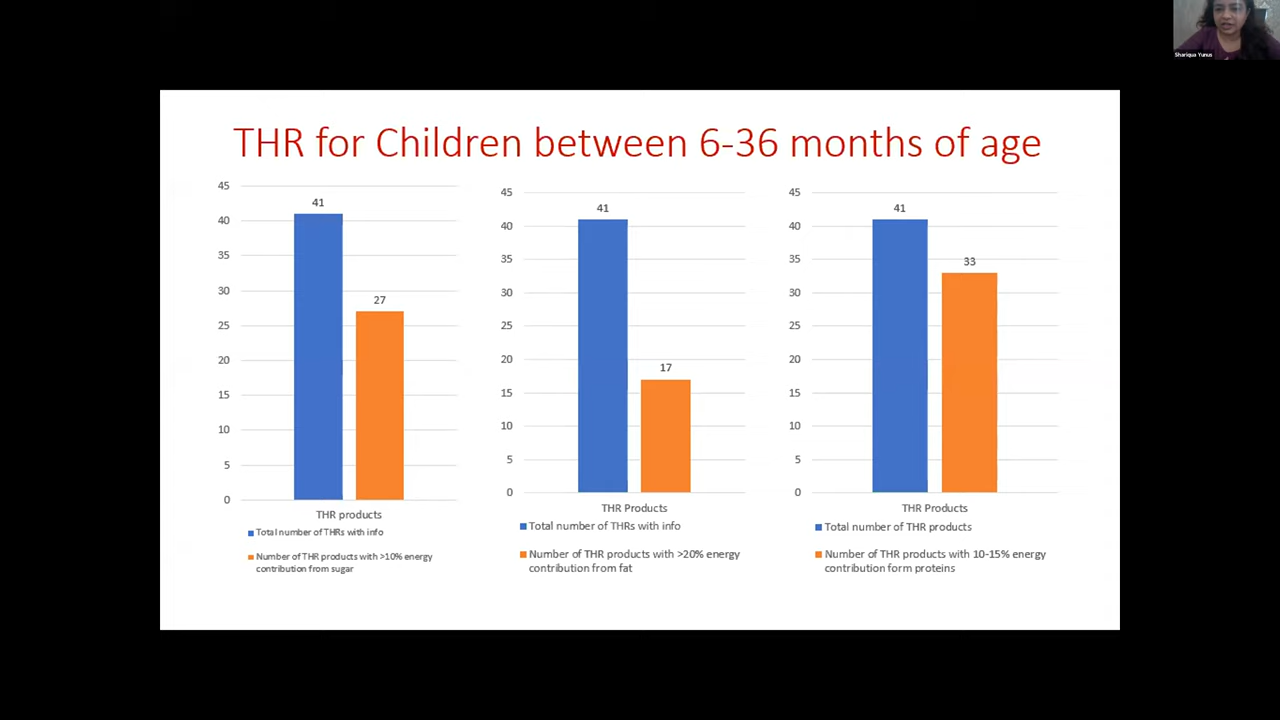 Shariqua Yunus
THR for Children between 6-36 months of age
45
40
35
30
25
20
15
10
5
0
41
27
THR products
Total number of THRs with info
Number of THR products with >10% energy
contribution from sugar
45
40
35
30
25
20
15
10
5
0
41
17
THR Products
Total number of THRs with info
Number of THR products with >20% energy
contribution from fat
45
40
35
30
25
20
15
10
5
0
41
33
THR Products
Total number of THR products
Number of THR products with 10-15% energy
contribution form proteins